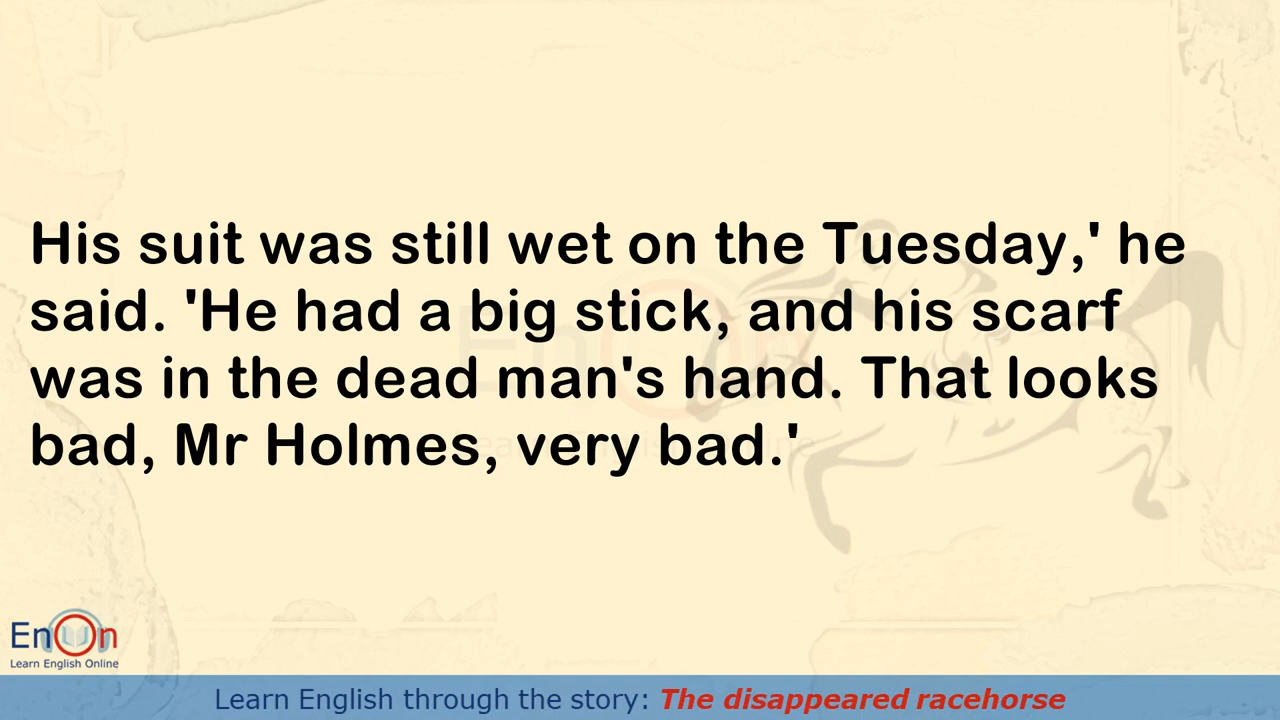 His suit was still wet on the Tuesday,' he
said. 'He had a big stick, and his scarf
was in the dead man's hand. That looks
bad, Mr Holmes, very bad.'
EnOn
Learn English Online
Learn English through the story: The disappeared racehorse